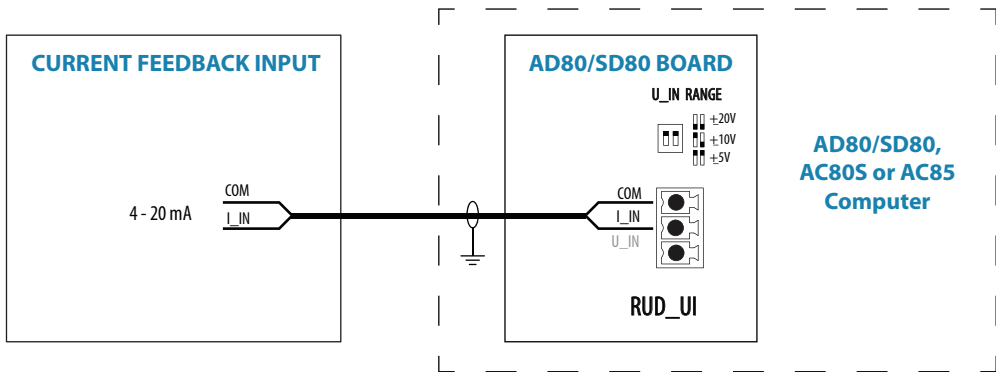 CURRENT FEEDBACK INPUT
4 - 20 mA
COM
I_IN
AD80/SD80 BOARD
U_IN RANGE
±20V
±10V
±5V
COM
I_IN
U_IN
RUD_UI
AD80/SD80,
AC80S or AC85
Computer